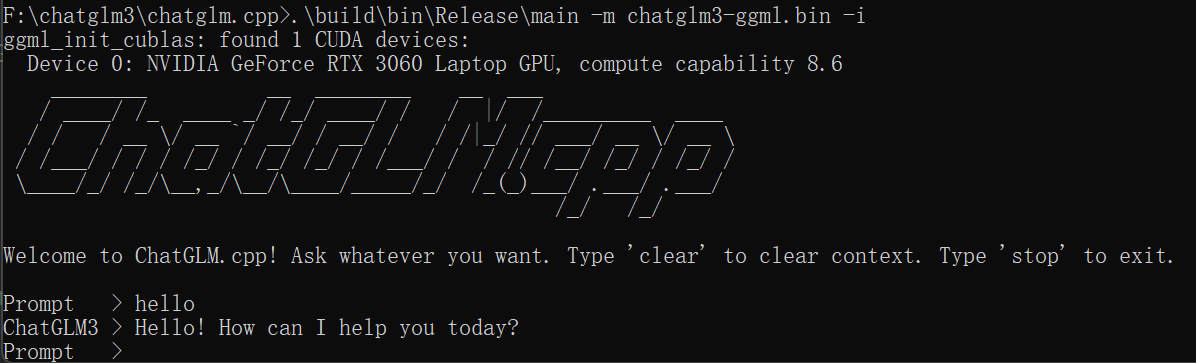 F:\chatglm3\chatglm.cpp>.\build\bin\Release\main -m chatglm3-ggml.bin -i
ggml_init_cublas: found 1 CUDA devices:
  Device 0: NVIDIA GeForce RTX 3060 Laptop GPU, compute capability 8.6
ChatGLM.cpp
Welcome to ChatGLM.cpp! Ask whatever you want. Type 'clear' to clear context. Type 'stop' to exit.
Prompt   > hello
ChatGLM3 > Hello! How can I help you today?
Prompt   >